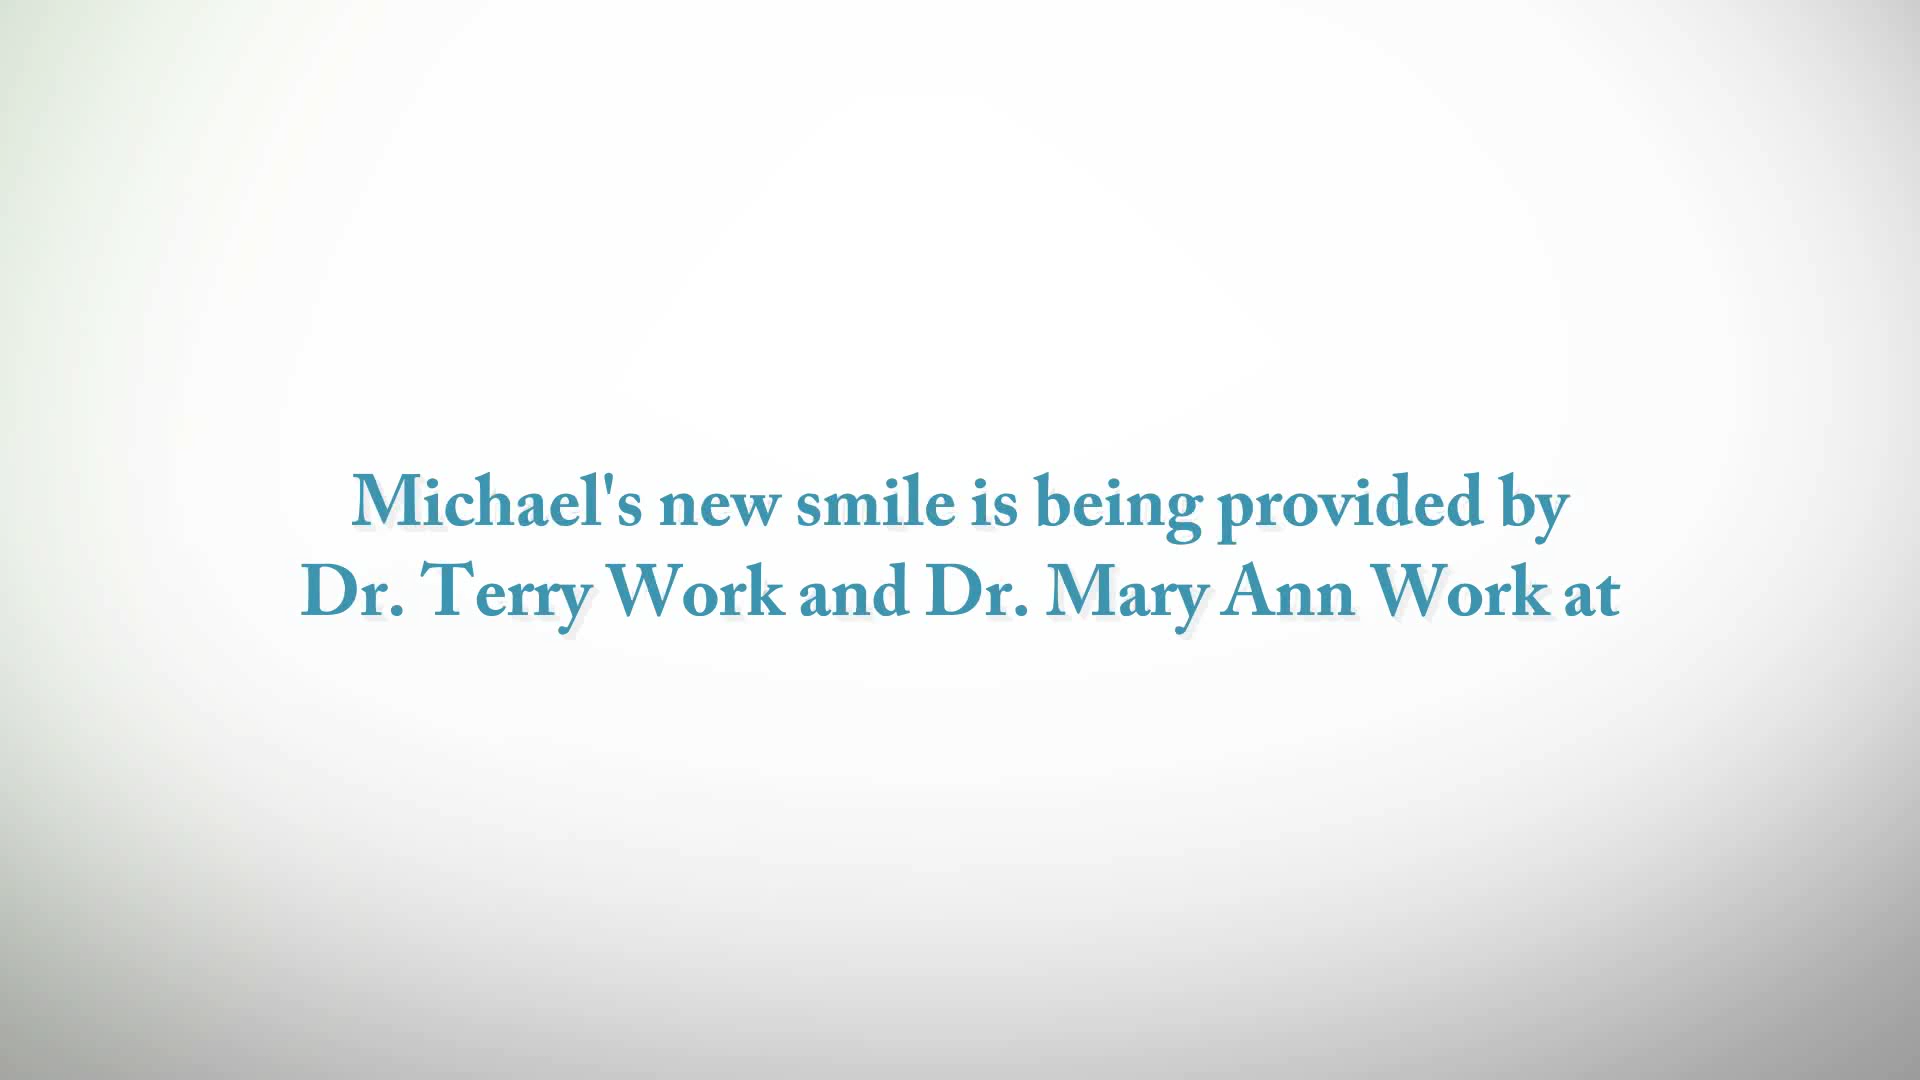 Michael's new smile is being provided by
Dr. Terry Work and Dr. Mary Ann Work at